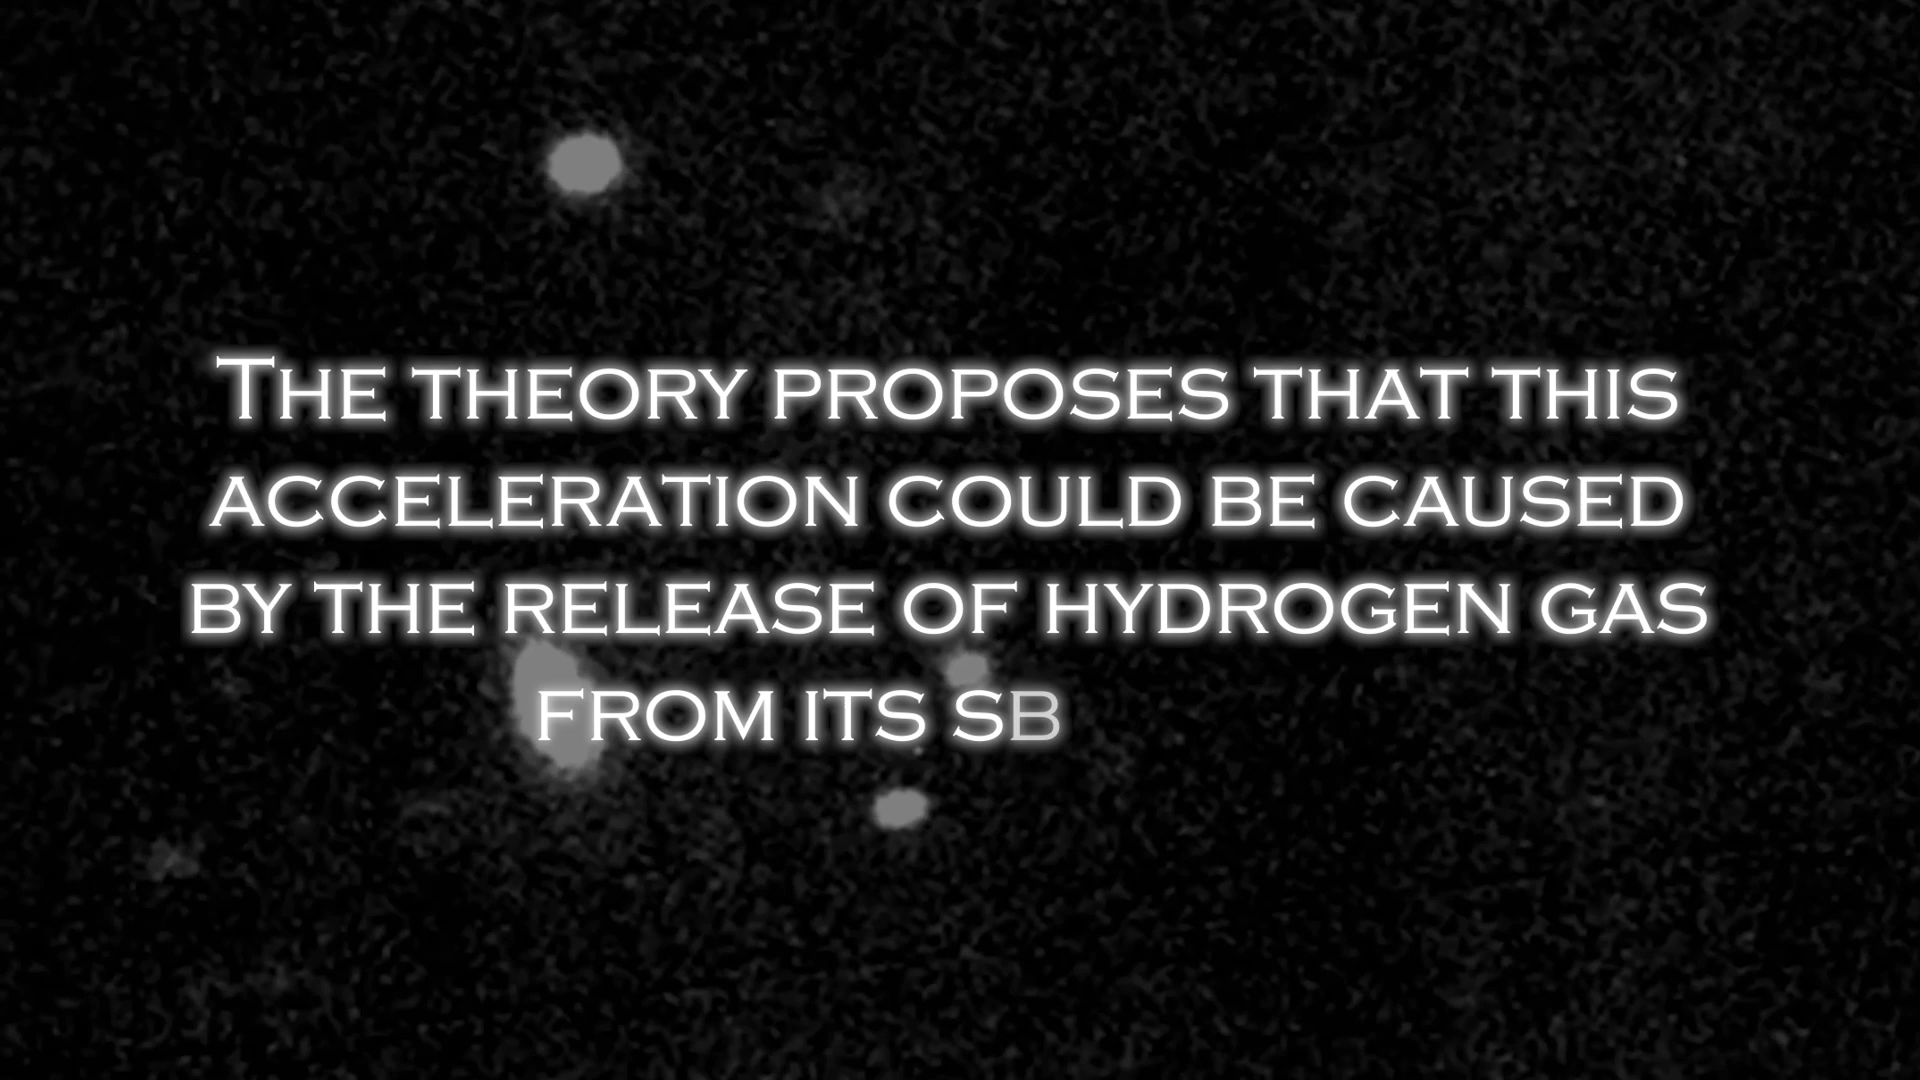 The theory proposes that this
acceleration could be caused
by the release of hydrogen gas
from its sb